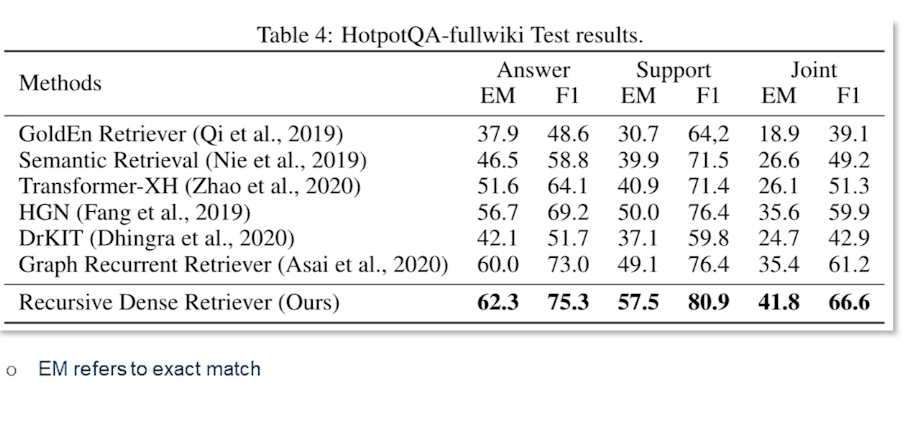 Table 4: HotpotQA-fullwiki Test results.
Methods Answer Support Joint
EM F1 EM F1 EM F1
GoldEn Retriever (Qi et al., 2019) 37.9 48.6 30.7 64,2 18.9 39.1
Semantic Retrieval (Nie et al., 2019) 46.5 58.8 39.9 71.5 26.6 49.2
Transformer-XH (Zhao et al., 2020) 51.6 64.1 40.9 71.4 26.1 51.3
HGN (Fang et al., 2019) 56.7 69.2 50.0 76.4 35.6 59.9
DrKIT (Dhingra et al., 2020) 42.1 51.7 37.1 59.8 24.7 42.9
Graph Recurrent Retriever (Asai et al., 2020) 60.0 73.0 49.1 76.4 35.4 61.2
Recursive Dense Retriever (Ours) 62.3 75.3 57.5 80.9 41.8 66.6
o EM refers to exact match